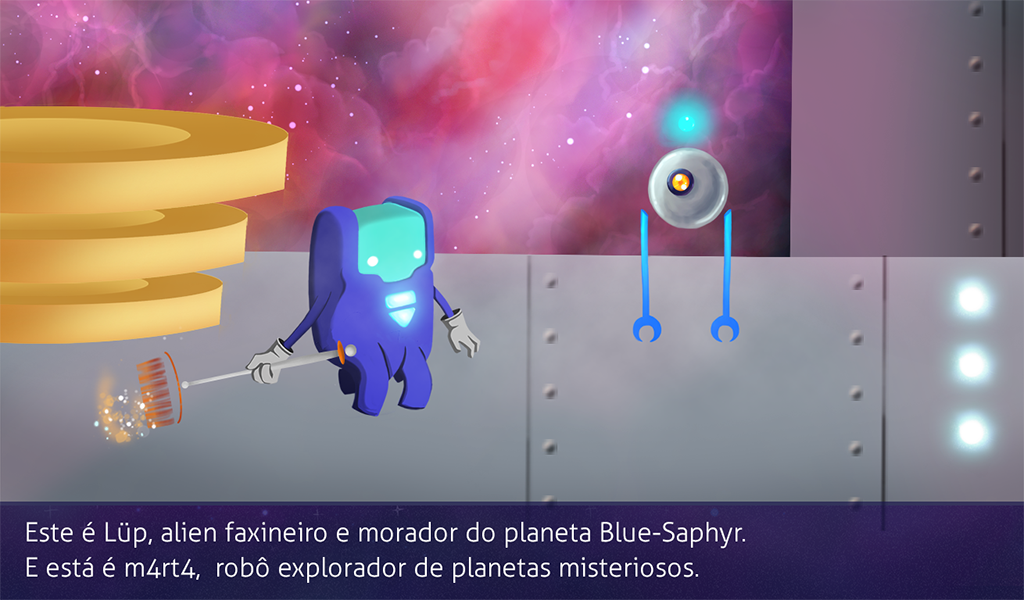 Este é Lüp, alien faxineiro e morador do planeta Blue-Saphyr.
E está é m4rt4,  robô explorador de planetas misteriosos.